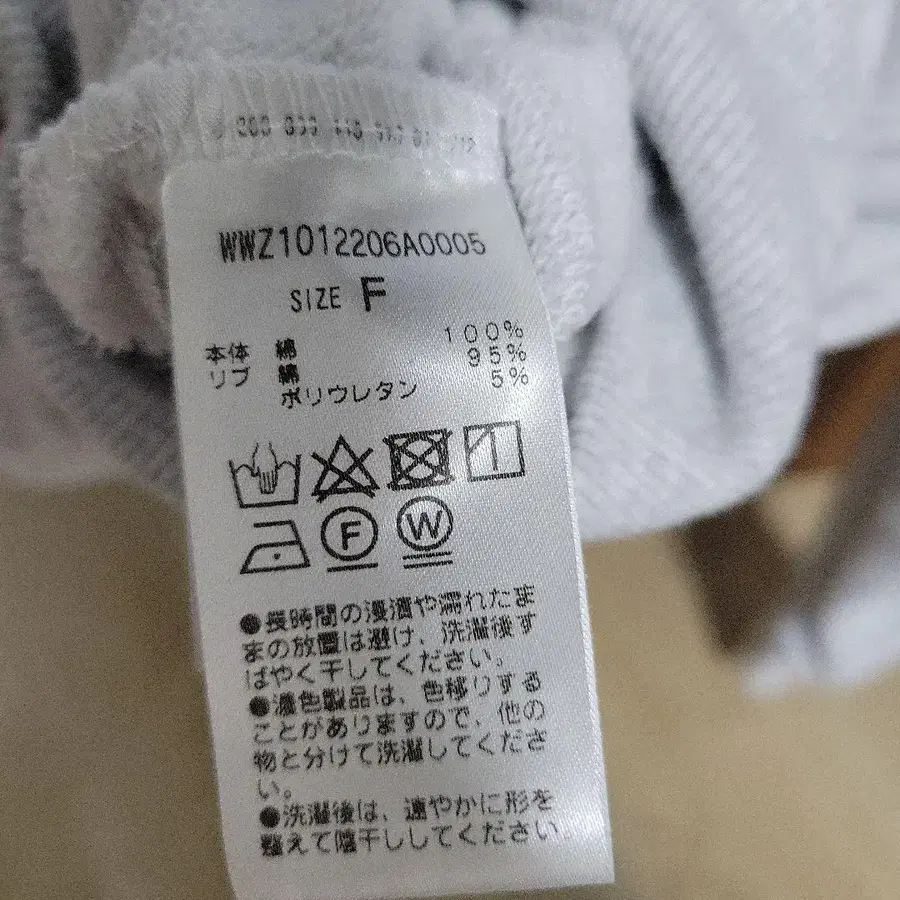 WWZ1012206A0005
SIZE F
本体 綿 100%
リブ 綿 95%
ポリウレタン 5%
F W
●長時間の浸漬や濡れたま
まの放置は避け、洗濯後す
ばやく干してください。
●濃色製品は、色移りする
ことがありますので、他の
物と分けて洗濯してくださ
い。
●洗濯後は、速やかに形を
整えて陰干ししてください。